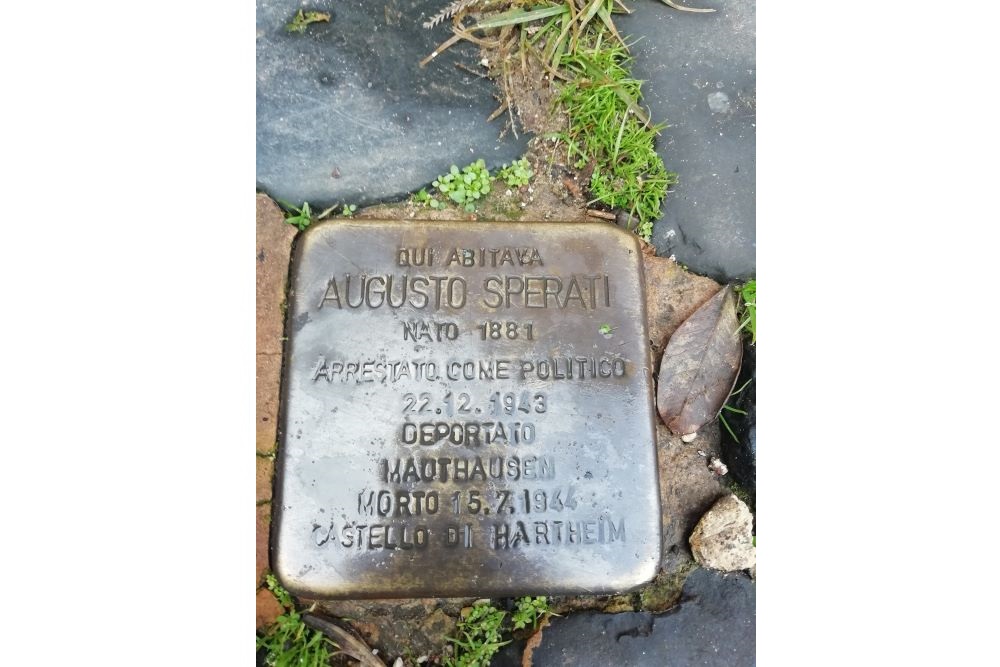 QUI ABITAVA
AUGUSTO SPERATI
NATO 1881
ARRESTATO COME POLITICO
22.12.1943
DEPORTATO
MAUTHAUSEN
MORTO 15.7.1944
CASTELLO DI HARTHEIM